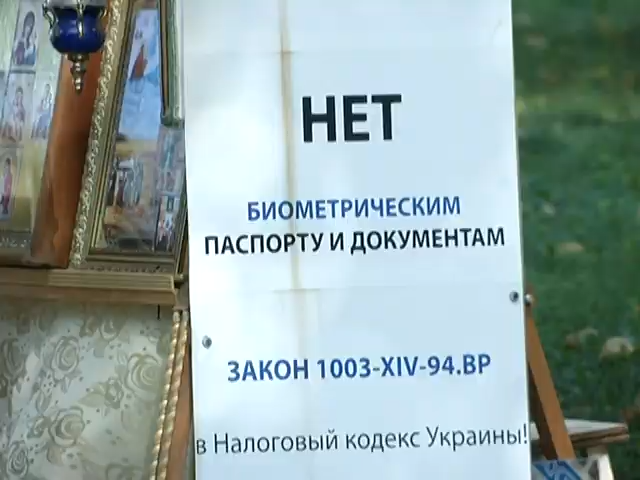 НЕТ
БИОМЕТРИЧЕСКИМ
ПАСПОРТУ И ДОКУМЕНТАМ
ЗАКОН 1003-XIV-94.ВР
в Налоговый кодекс Украины!